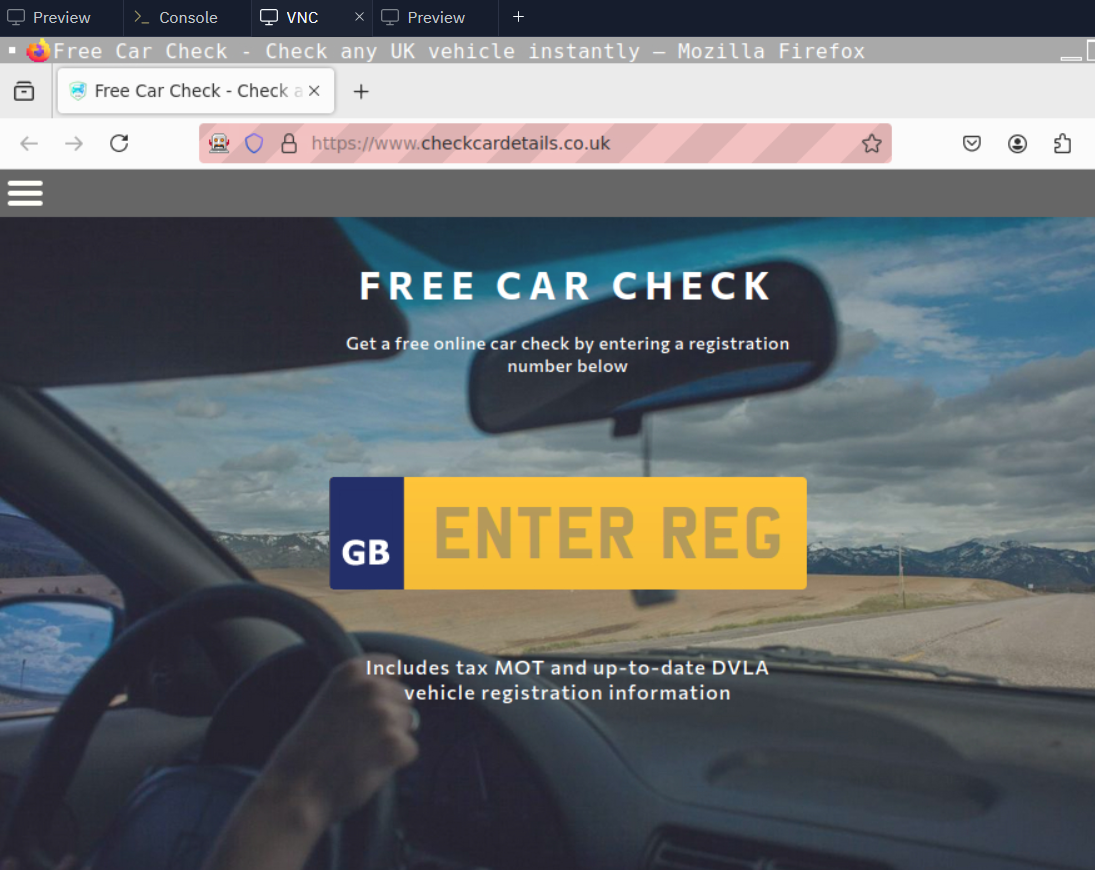 Preview
Console
VNC
Preview
Free Car Check - Check any UK vehicle instantly — Mozilla Firefox
Free Car Check - Check a
https://www.checkcardetails.co.uk
FREE CAR CHECK
Get a free online car check by entering a registration
number below
GB
ENTER REG
Includes tax MOT and up-to-date DVLA
vehicle registration information